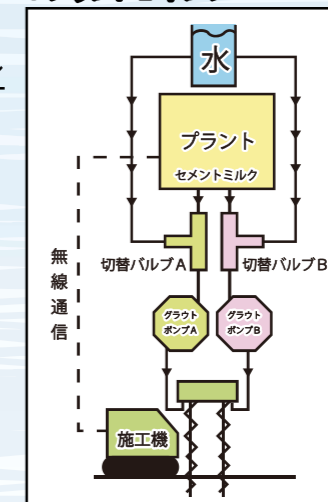 水
プラント
セメントミルク
切替バルブA
切替バルブB
無線通信
グラウト
ポンプA
グラウト
ポンプB
施工機